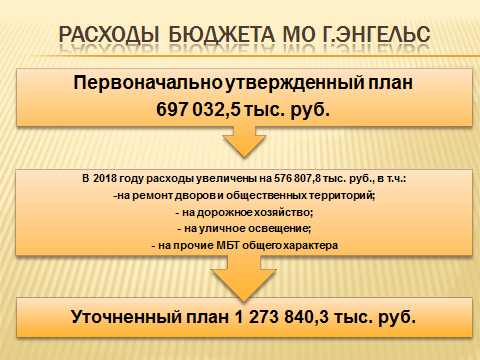 РАСХОДЫ БЮДЖЕТА МО Г.ЭНГЕЛЬС
Первоначально утвержденный план
697 032,5 тыс. руб.
В 2018 году расходы увеличены на 576 807,8 тыс. руб., в т.ч.:
-на ремонт дворов и общественных территорий;
- на дорожное хозяйство;
- на уличное освещение;
- на прочие МБТ общего характера
Уточненный план 1 273 840,3 тыс. руб.